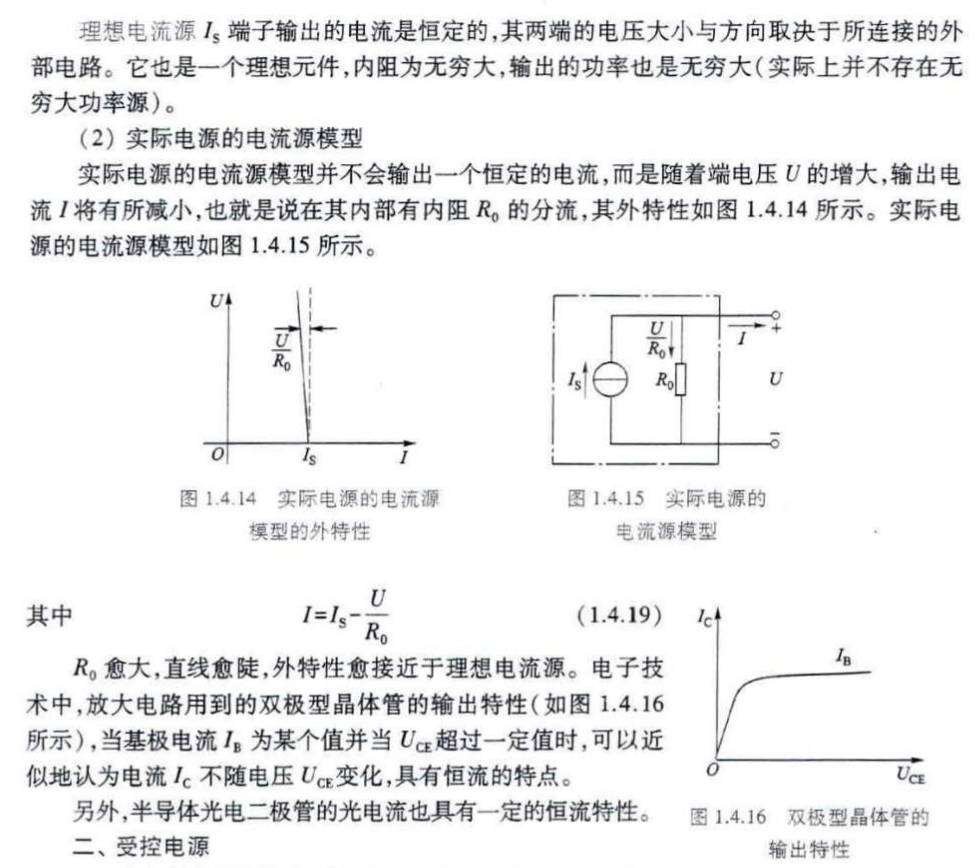 理想电流源 I_S 端子输出的电流是恒定的,其两端的电压大小与方向取决于所连接的外
部电路。它也是一个理想元件,内阻为无穷大,输出的功率也是无穷大(实际上并不存在无
穷大功率源)。
(2) 实际电源的电流源模型
实际电源的电流源模型并不会输出一个恒定的电流,而是随着端电压 U 的增大,输出电
流 I 将有所减小,也就是说在其内部有内阻 R_0 的分流,其外特性如图 1.4.14 所示。实际电
源的电流源模型如图 1.4.15 所示。
U
U/R_0
O
I_S
I
U/R_0
I
+
I_S
R_0
U
-
图 1.4.14 实际电源的电流源
模型的外特性
图 1.4.15 实际电源的
电流源模型
其中 I=I_S-U/R_0 (1.4.19)
R_0 愈大,直线愈陡,外特性愈接近于理想电流源。电子技
术中,放大电路用到的双极型晶体管的输出特性(如图 1.4.16
所示),当基极电流 I_B 为某个值并当 U_CE 超过一定值时,可以近
似地认为电流 I_C 不随电压 U_CE 变化,具有恒流的特点。
另外,半导体光电二极管的光电流也具有一定的恒流特性。
二、受控电源
I_C
I_B
O
U_CE
图 1.4.16 双极型晶体管的
输出特性